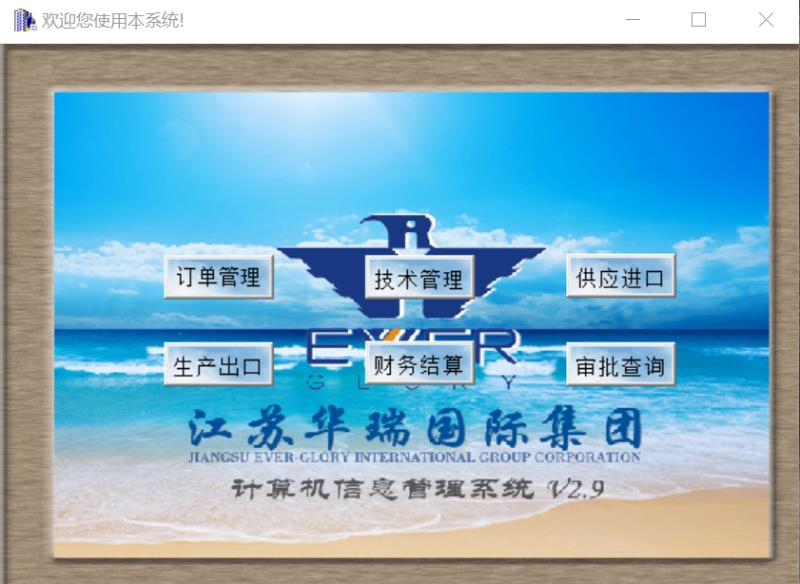 欢迎您使用本系统!
订单管理
技术管理
供应进口
EVER
生产出口
财务结算
审批查询
GLORY
江苏华瑞国际集团
JIANGSU EVER-GLORY INTERNATIONAL GROUP CORPORATION
计算机信息管理系统 V2.9